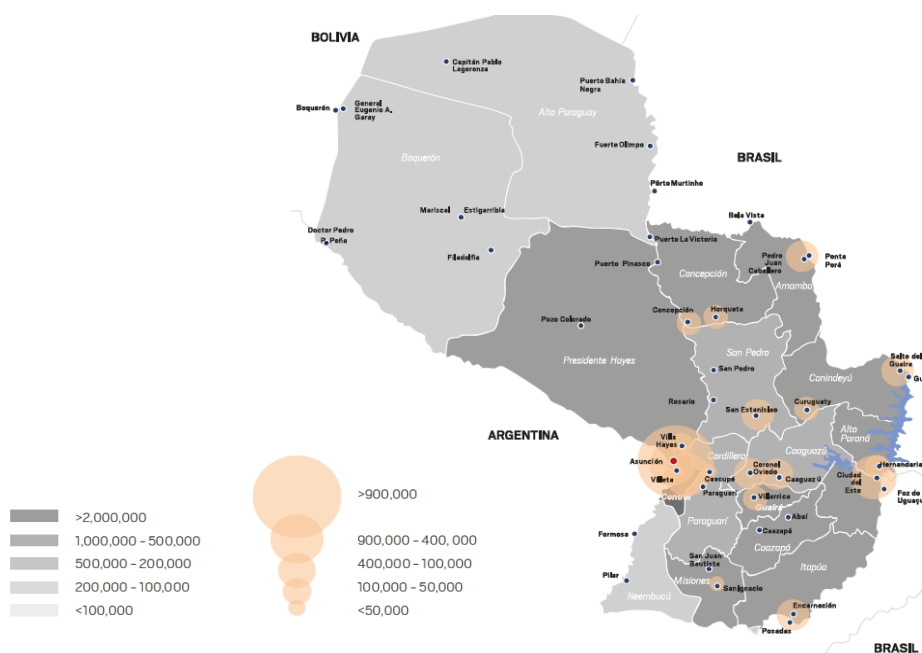 BOLIVIA
Capitán Pablo
Lagerenza
Puerto Bahía
Negra
General
Eugenio A.
Garay
Boquerón
Alto Paraguay
Boquerón
Fuerte Olimpo
BRASIL
Pôrto Murtinho
Mariscal
Estigarribia
Bela Vista
Doctor Pedro
P. Peña
Filadelfia
Puerto La Victoria
Puerto Pinasco
Concepción
Pedro
Juan
Caballero
Ponta
Porá
Amambay
Concepción
Horqueta
Pozo Colorado
San Pedro
Presidente Hayes
San Pedro
Salto del
Gueira
Gu
Canindeyú
Rosario
San Estanislao
Curuguaty
Alto
Paraná
ARGENTINA
Villa
Hayes
Cordillera
Caaguazú
Asunción
Coronel
Oviedo
Hernandaria
Villeta
Caacupé
Caaguazú
Ciudad
del
Este
Paraguarí
Foz do
Iguaçu
Central
Villarrica
Guairá
>900,000
>2,000,000
1,000,000 - 500,000
500,000 - 200,000
200,000 - 100,000
<100,000
900,000 - 400, 000
400,000 - 100,000
100,000 - 50,000
<50,000
Abaí
Paraguarí
Formosa
Caazapá
Caazapá
San Juan
Bautista
Itapúa
Pilar
Misiones
San Ignacio
Ñeembucú
Encarnación
Posadas
BRASIL